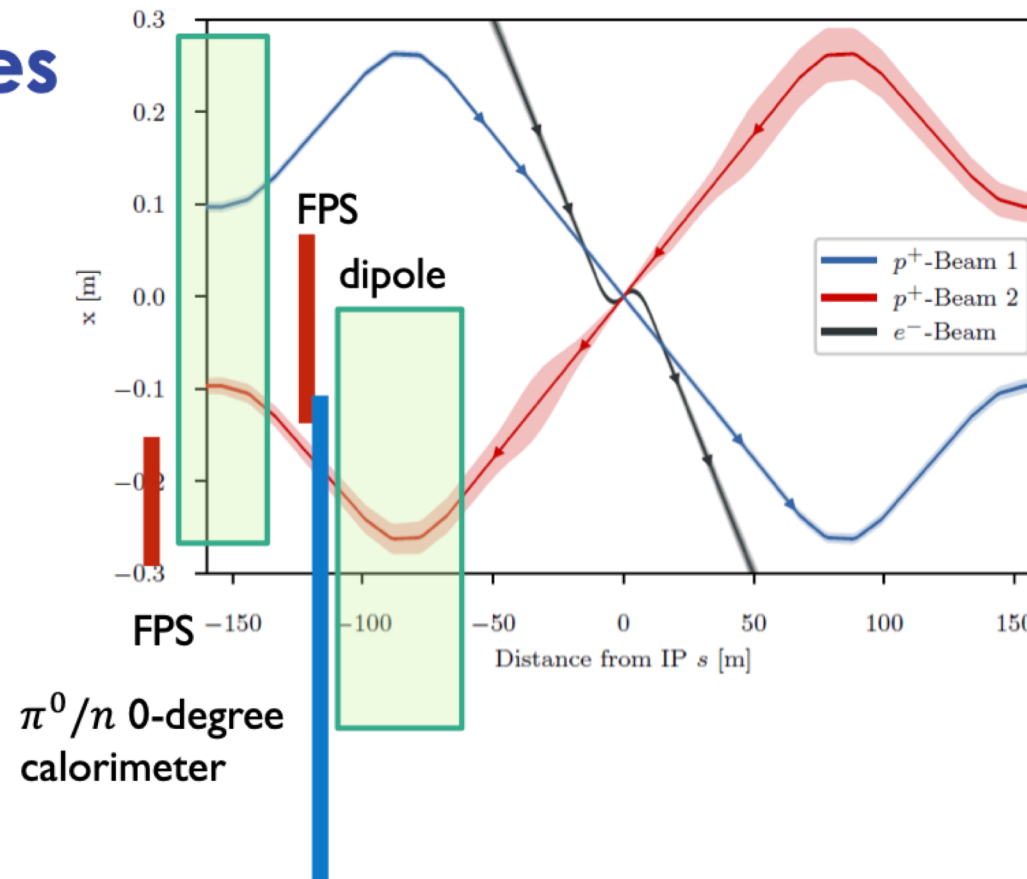 es
0.3
0.2
0.1
0.0
−0.1
−0.2
−0.3
x [m]
FPS
dipole
p⁺-Beam 1
p⁺-Beam 2
e⁻-Beam
FPS
−150
−100
−50
0
50
100
150
Distance from IP s [m]
π⁰/n 0-degree
calorimeter